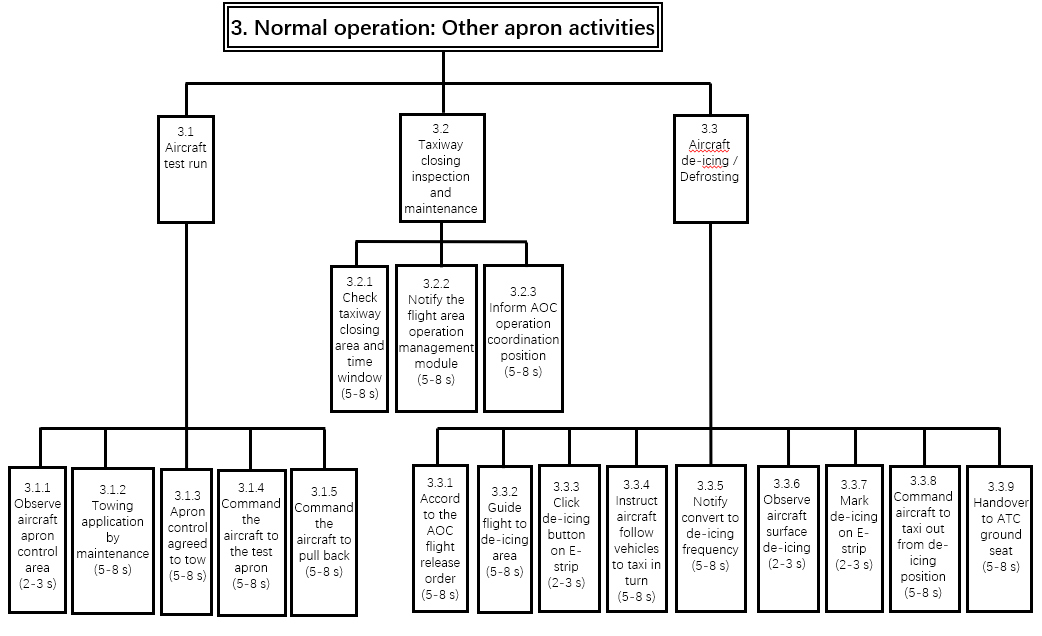 3. Normal operation: Other apron activities
3.1
Aircraft
test run
3.2
Taxiway
closing
inspection
and
maintenance
3.3
Aircraft
de-icing /
Defrosting
3.2.1
Check
taxiway
closing
area and
time
window
(5-8 s)
3.2.2
Notify the
flight area
operation
management
module
(5-8 s)
3.2.3
Inform AOC
operation
coordination
position
(5-8 s)
3.1.1
Observe
aircraft
apron
control
area
(2-3 s)
3.1.2
Towing
application
by
maintenance
(5-8 s)
3.1.3
Apron
control
agreed
to tow
(5-8 s)
3.1.4
Command
the
aircraft to
the test
apron
(5-8 s)
3.1.5
Command
the
aircraft to
pull back
(5-8 s)
3.3.1
Accord
to the
AOC
flight
release
order
(5-8 s)
3.3.2
Guide
flight to
de-icing
area
(5-8 s)
3.3.3
Click
de-icing
button
on E-
strip
(2-3 s)
3.3.4
Instruct
aircraft
follow
vehicles
to taxi in
turn
(5-8 s)
3.3.5
Notify
convert to
de-icing
frequency
(5-8 s)
3.3.6
Observe
aircraft
surface
de-icing
(2-3 s)
3.3.7
Mark
de-icing
on E-
strip
(2-3 s)
3.3.8
Command
aircraft to
taxi out
from de-
icing
position
(5-8 s)
3.3.9
Handover
to ATC
ground
seat
(5-8 s)